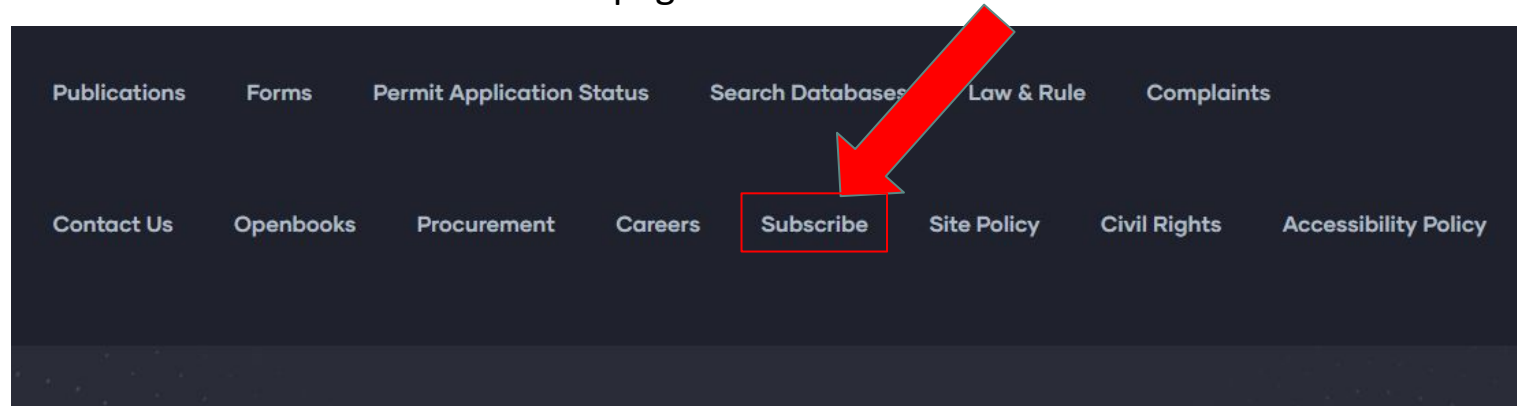 Publications Forms Permit Application Status Search Databases Law & Rule Complaints
Contact Us Openbooks Procurement Careers Subscribe Site Policy Civil Rights Accessibility Policy